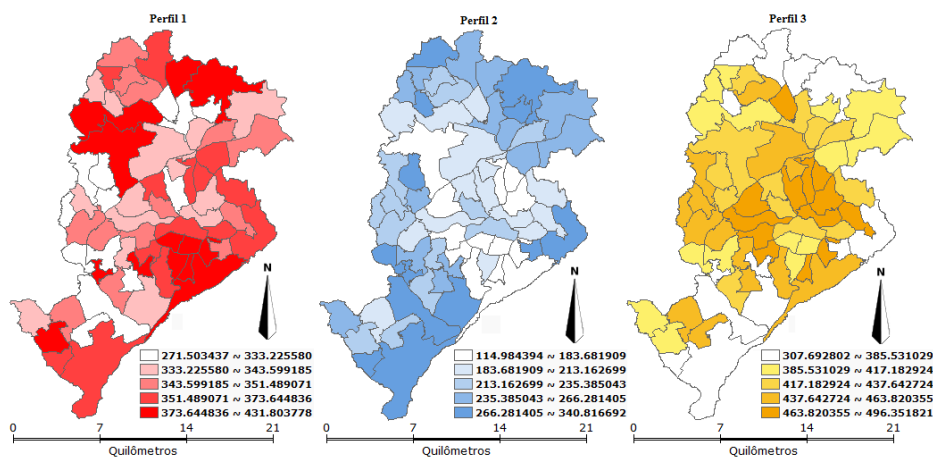 Perfil 1
Perfil 2
Perfil 3
N
271.503437 ~ 333.225580
333.225580 ~ 343.599185
343.599185 ~ 351.489071
351.489071 ~ 373.644836
373.644836 ~ 431.803778
0 7 14 21
Quilômetros
N
114.984394 ~ 183.681909
183.681909 ~ 213.162699
213.162699 ~ 235.385043
235.385043 ~ 266.281405
266.281405 ~ 340.816692
0 7 14 21
Quilômetros
N
307.692802 ~ 385.531029
385.531029 ~ 417.182924
417.182924 ~ 437.642724
437.642724 ~ 463.820355
463.820355 ~ 496.351821
0 7 14 21
Quilômetros